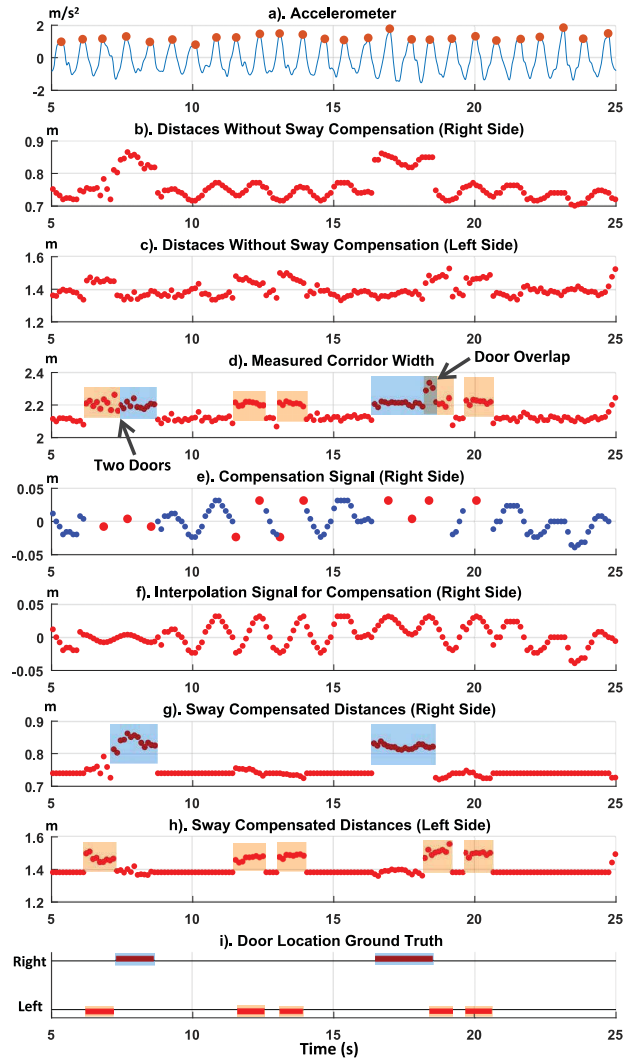 m/s²
a). Accelerometer
2
0
-2
5 10 15 20 25
m
b). Distaces Without Sway Compensation (Right Side)
0.9
0.8
0.7
5 10 15 20 25
m
c). Distaces Without Sway Compensation (Left Side)
1.6
1.4
1.2
5 10 15 20 25
m
d). Measured Corridor Width
Door Overlap
2.4
2.2
2
Two Doors
5 10 15 20 25
m
e). Compensation Signal (Right Side)
0.05
0
-0.05
5 10 15 20 25
m
f). Interpolation Signal for Compensation (Right Side)
0.05
0
-0.05
5 10 15 20 25
m
g). Sway Compensated Distances (Right Side)
0.9
0.8
0.7
5 10 15 20 25
m
h). Sway Compensated Distances (Left Side)
1.6
1.4
1.2
5 10 15 20 25
i). Door Location Ground Truth
Right
Left
5 10 15 20 25
Time (s)